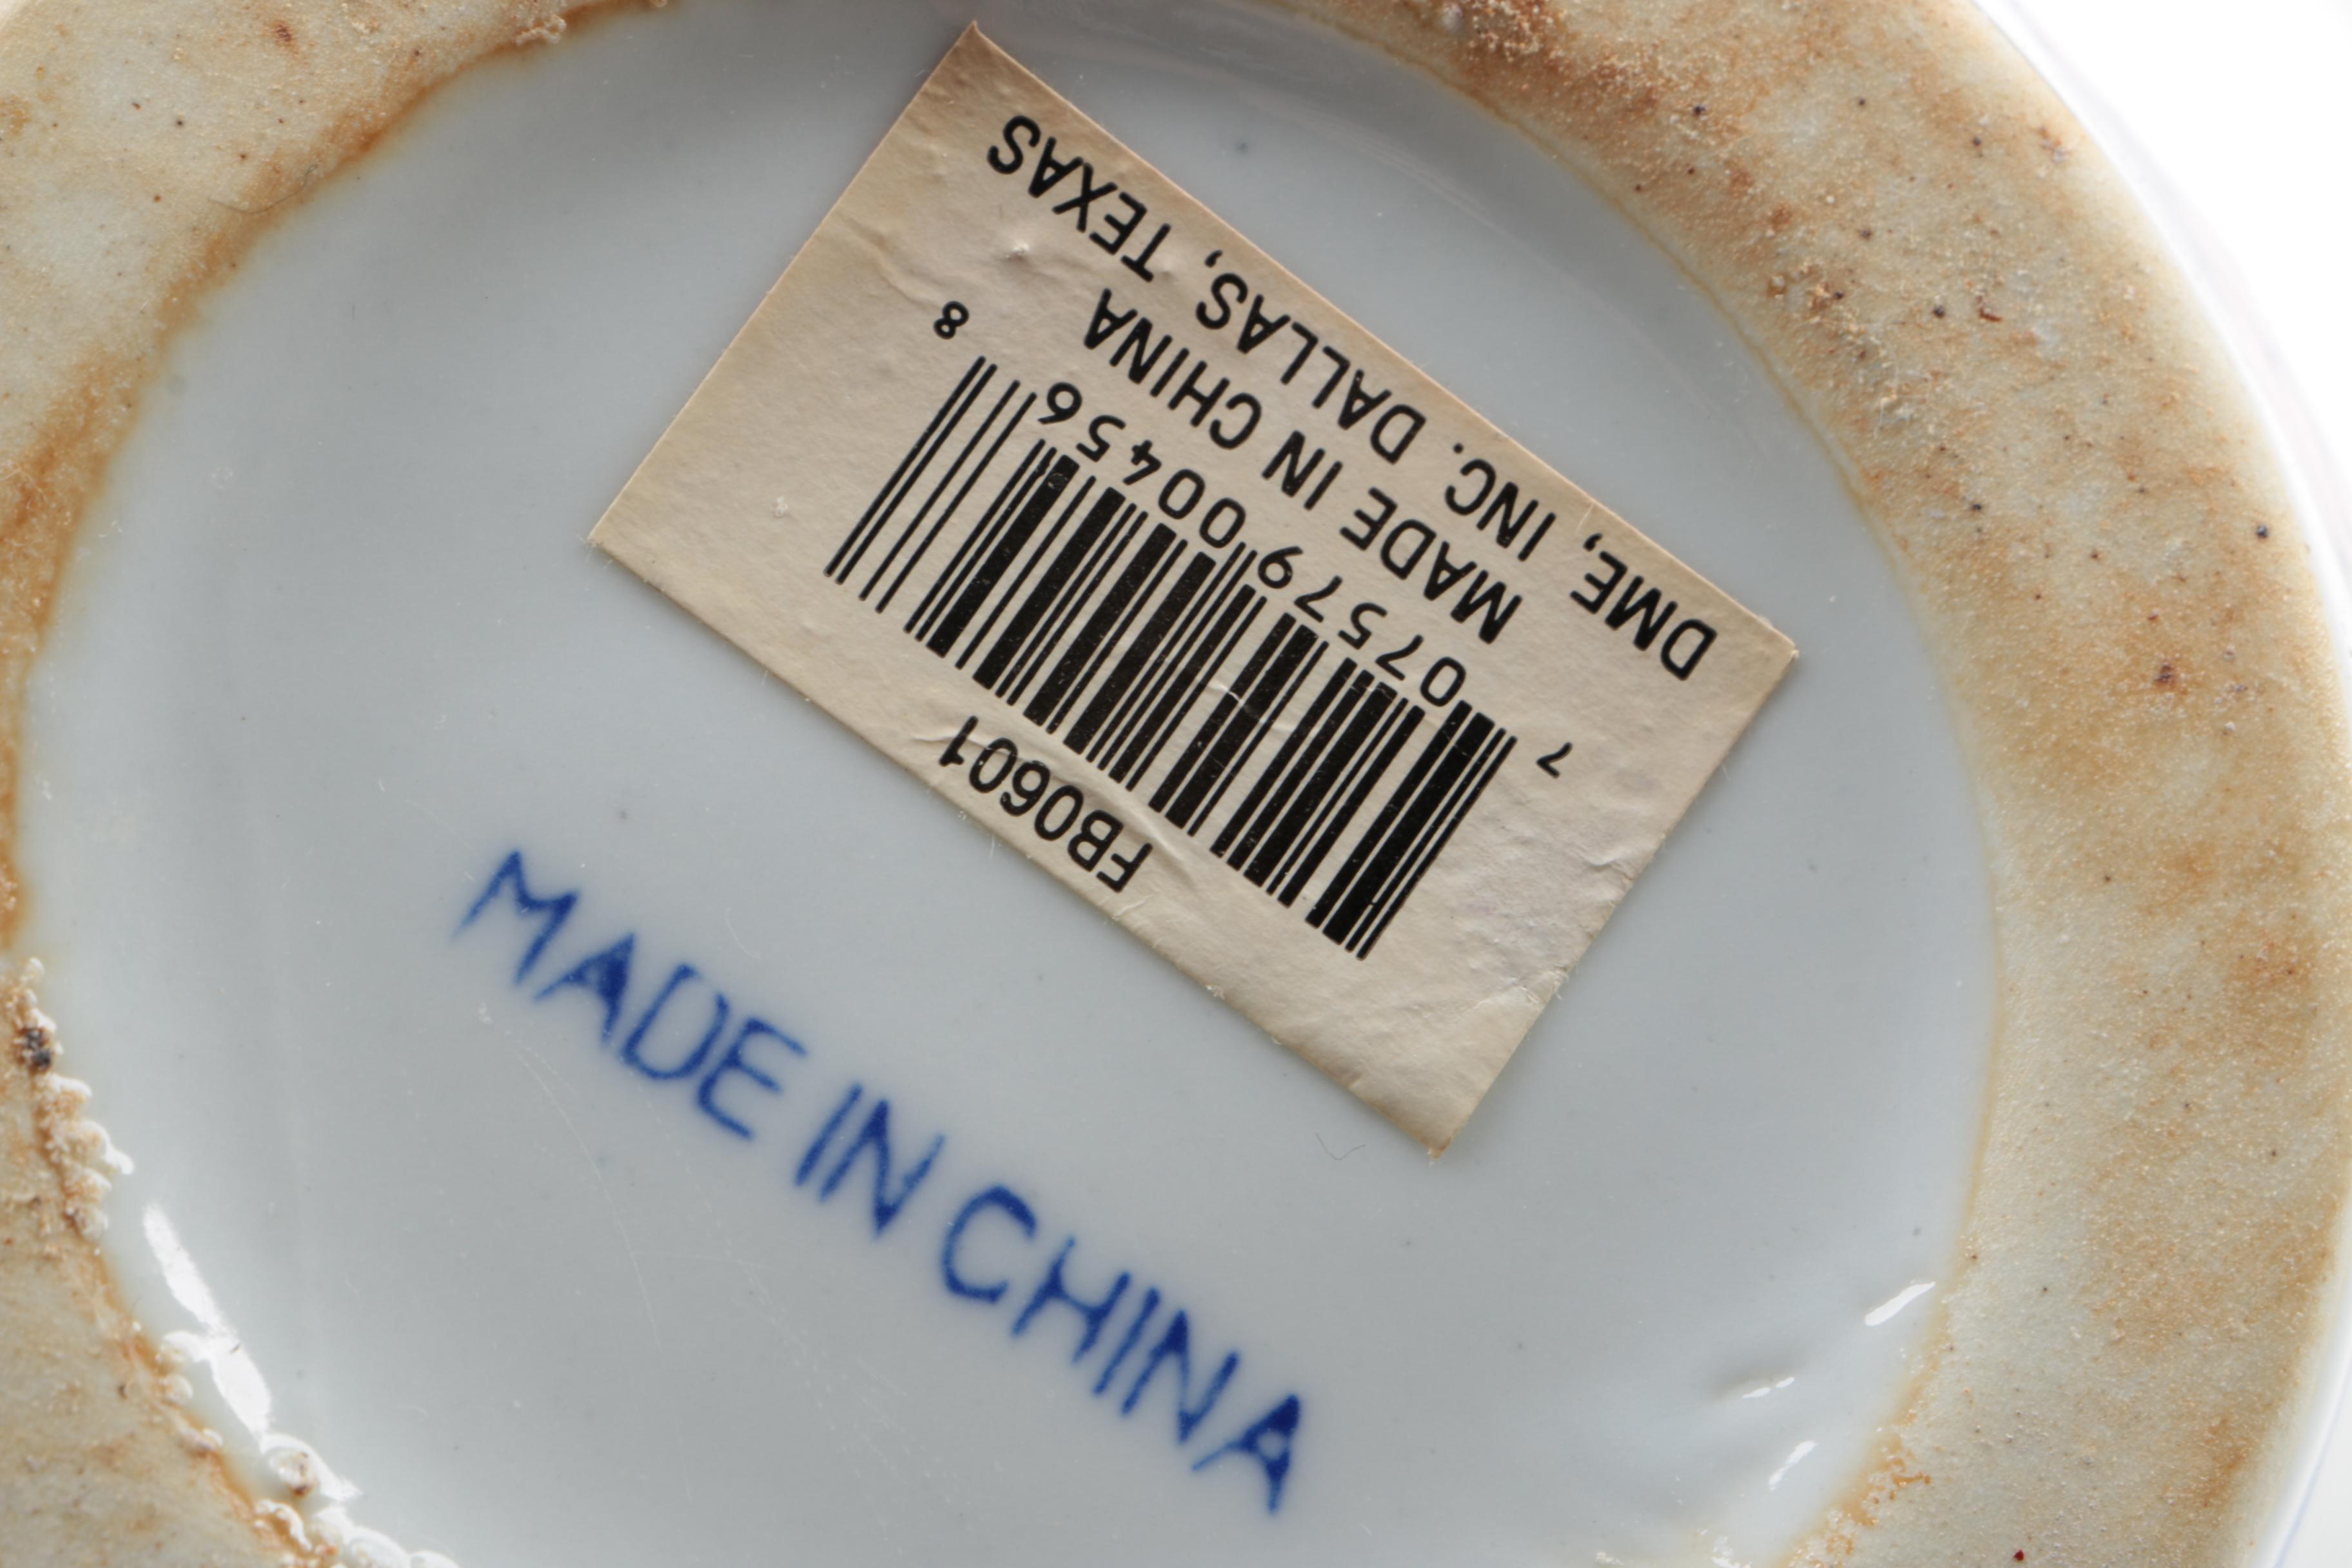 FB0601
7 07579 00456 8
MADE IN CHINA
DME, INC. DALLAS, TEXAS
MADE IN CHINA